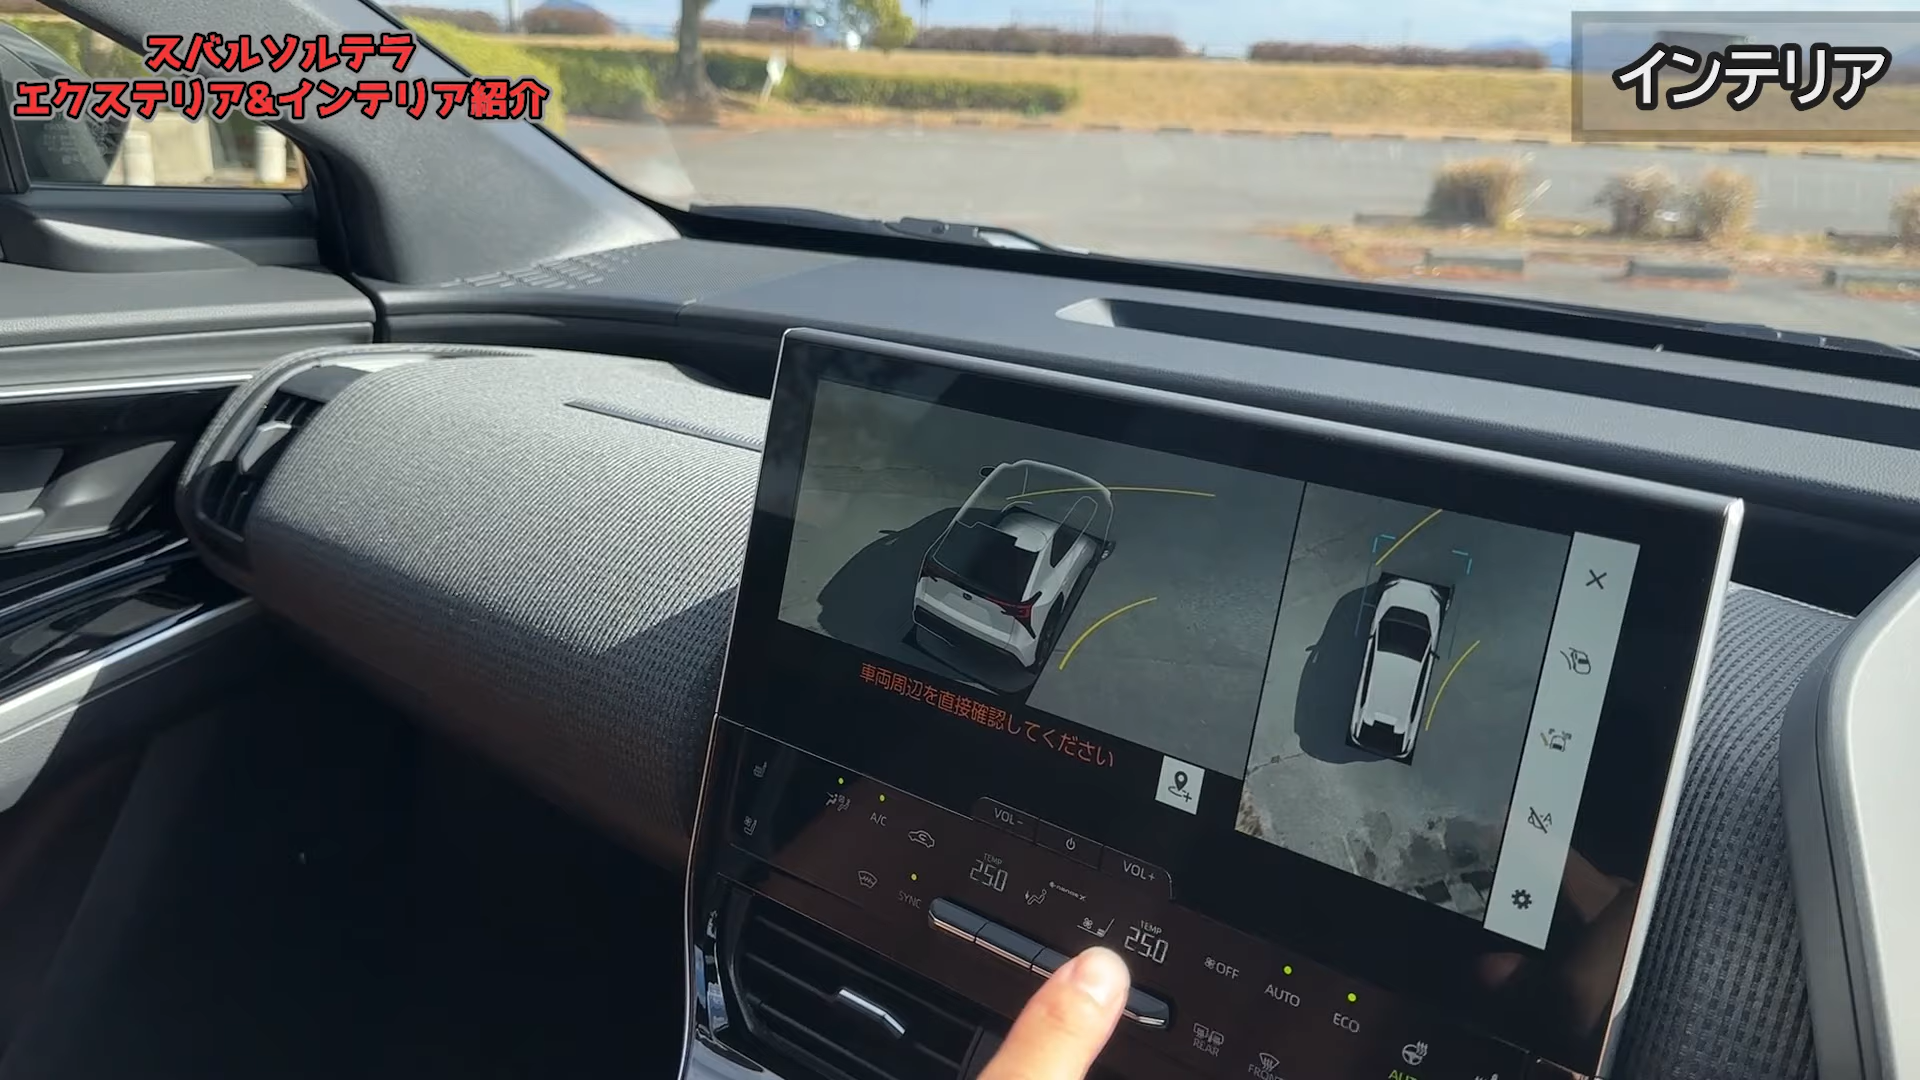 スバルソルテラ
エクステリア&インテリア紹介
インテリア
車両周辺を直接確認してください
VOL-
VOL+
A/C
SYNC
TEMP
25.0
nanoe X
TEMP
25.0
OFF
AUTO
ECO
REAR
FRONT